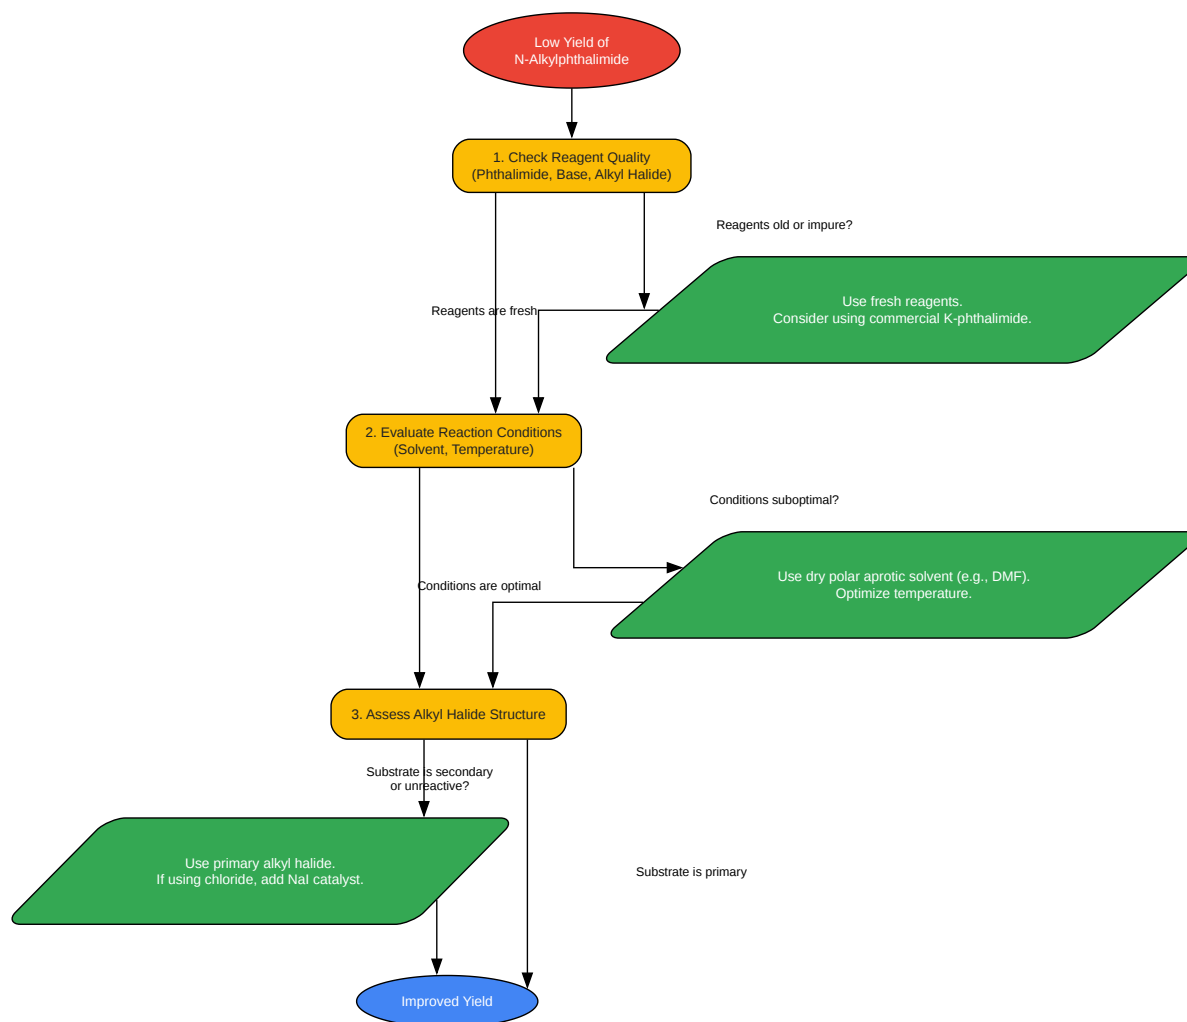 Low Yield of
N-Alkylphthalimide
1. Check Reagent Quality
(Phthalimide, Base, Alkyl Halide)
Reagents old or impure?
Use fresh reagents.
Consider using commercial K-phthalimide.
Reagents are fresh
2. Evaluate Reaction Conditions
(Solvent, Temperature)
Conditions suboptimal?
Use dry polar aprotic solvent (e.g., DMF).
Optimize temperature.
Conditions are optimal
3. Assess Alkyl Halide Structure
Substrate is secondary
or unreactive?
Use primary alkyl halide.
If using chloride, add NaI catalyst.
Substrate is primary
Improved Yield